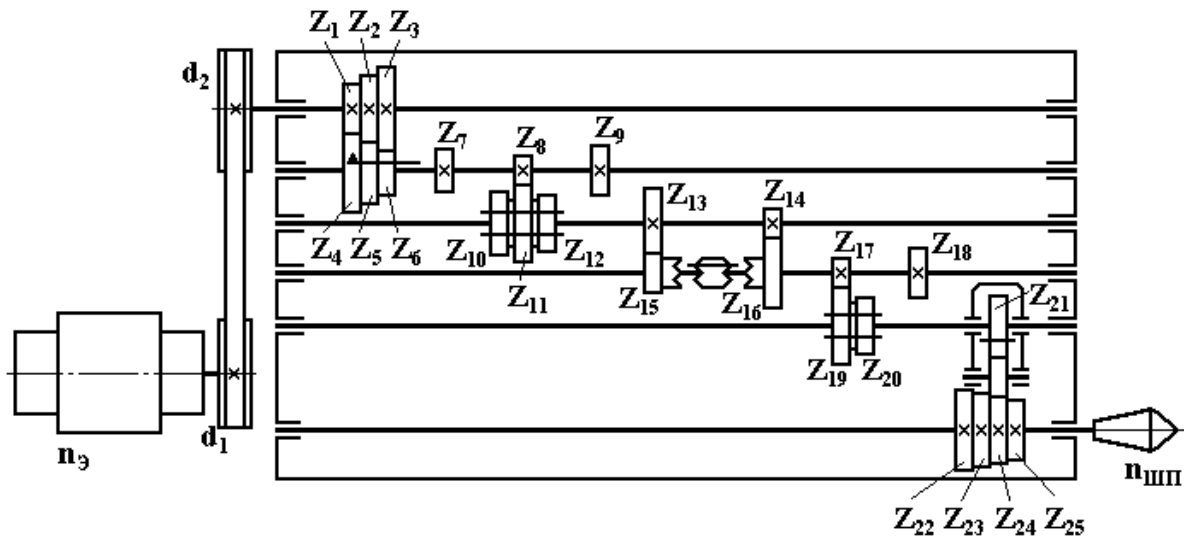 Z₁ Z₂ Z₃
d₂
Z₇ Z₈ Z₉
Z₁₃ Z₁₄
Z₄ Z₅ Z₆ Z₁₀ Z₁₂ Z₁₇ Z₁₈
Z₁₁ Z₁₅ Z₁₆ Z₂₁
Z₁₉ Z₂₀
d₁
nЭ
nШП
Z₂₂ Z₂₃ Z₂₄ Z₂₅